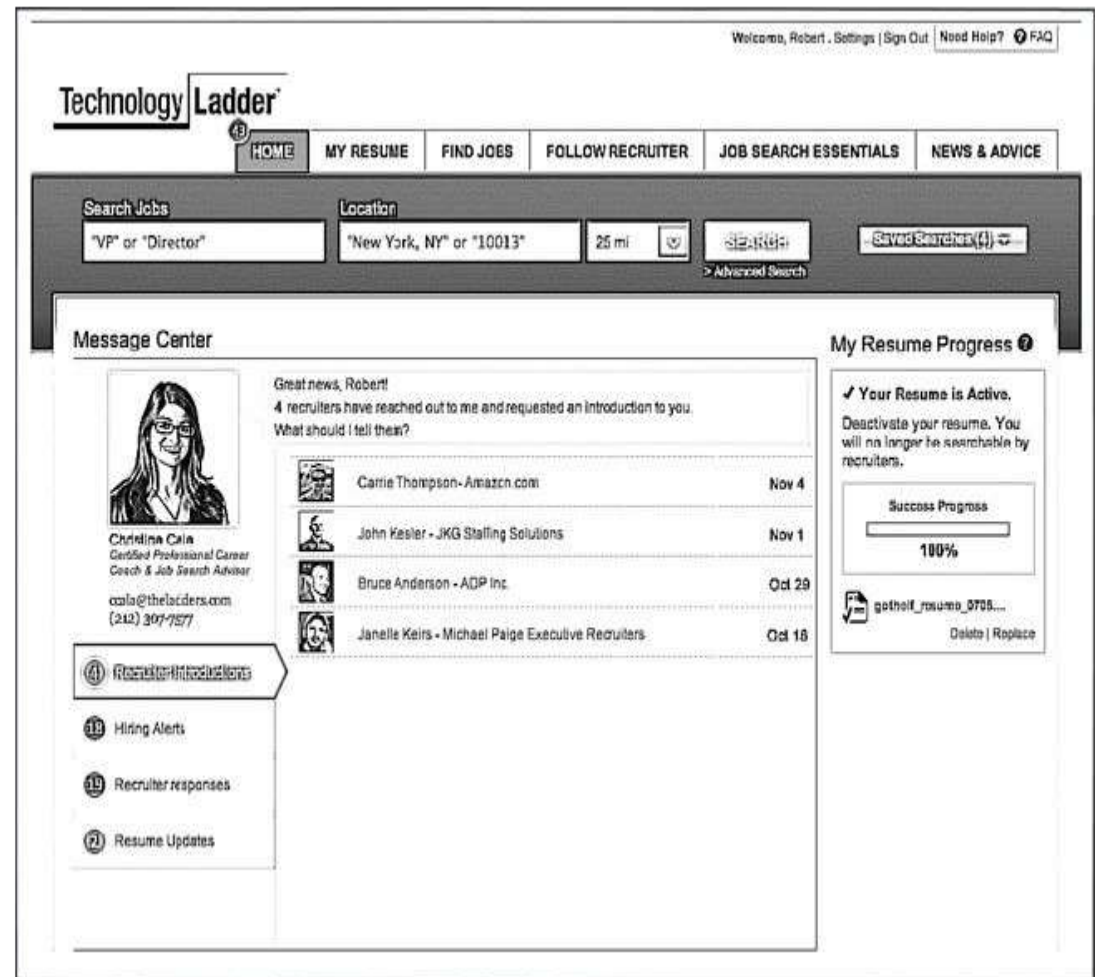 Welcome, Robert . Settings | Sign Out Need Help? ? FAQ
Technology Ladder
43
HOME MY RESUME FIND JOBS FOLLOW RECRUITER JOB SEARCH ESSENTIALS NEWS & ADVICE
Search Jobs Location
"VP" or "Director" "New York, NY" or "10013" 25 mi SEARCH Saved Searches (4)
> Advanced Search
Message Center
Great news, Robert!
4 recruiters have reached out to me and requested an introduction to you.
What should I tell them?
Carrie Thompson- Amazon.com Nov 4
John Kesler - JKG Staffing Solutions Nov 1
Bruce Anderson - ADP Inc. Oct 29
Janelle Keirs - Michael Paige Executive Recruiters Oct 18
Christina Cala
Certified Professional Career
Coach & Job Search Advisor
ccala@theladders.com
(212) 307-7577
4 Recruiter Introductions
18 Hiring Alerts
19 Recruiter responses
2 Resume Updates
My Resume Progress ?
✓ Your Resume is Active.
Deactivate your resume. You
will no longer be searchable by
recruiters.
Success Progress
100%
gothelf_resume_0705....
Delete | Replace